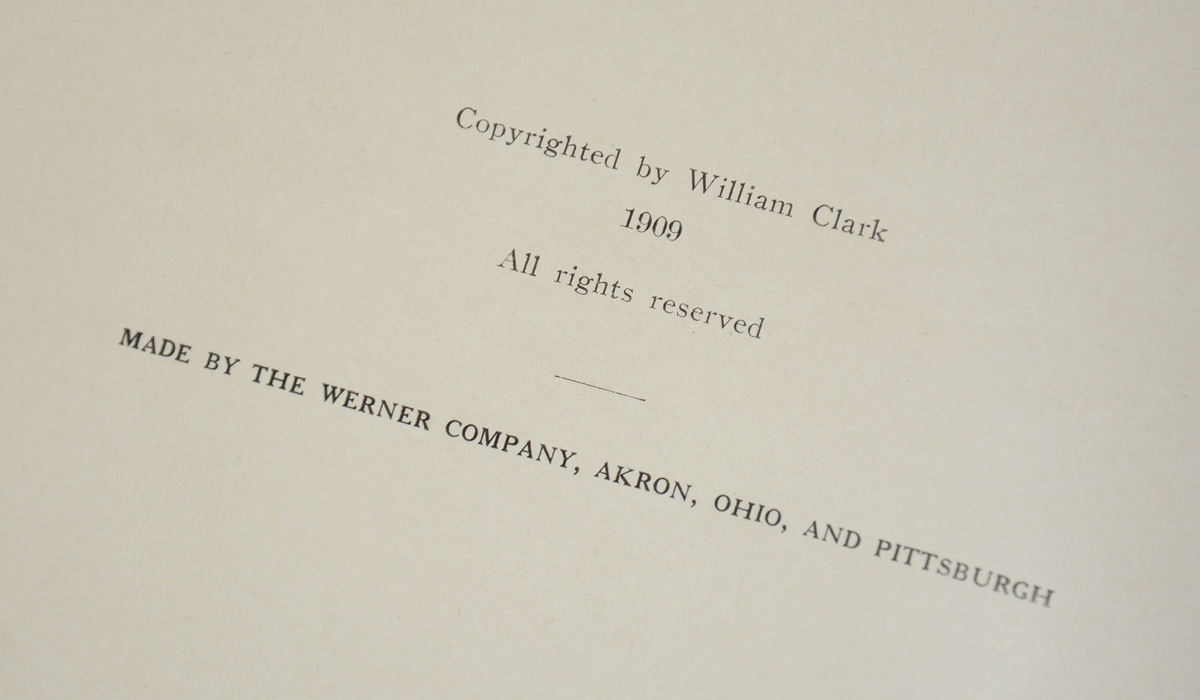 Copyrighted by William Clark
1909
All rights reserved
MADE BY THE WERNER COMPANY, AKRON, OHIO, AND PITTSBURGH